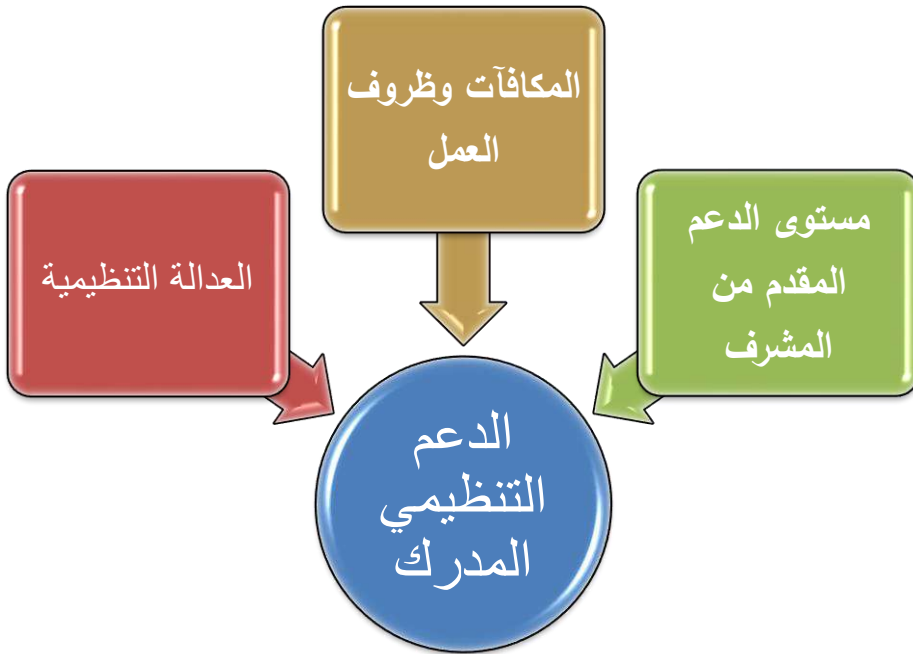 المكافآت وظروف
العمل
مستوى الدعم
المقدم من
المشرف
العدالة التنظيمية
الدعم
التنظيمي
المدرك